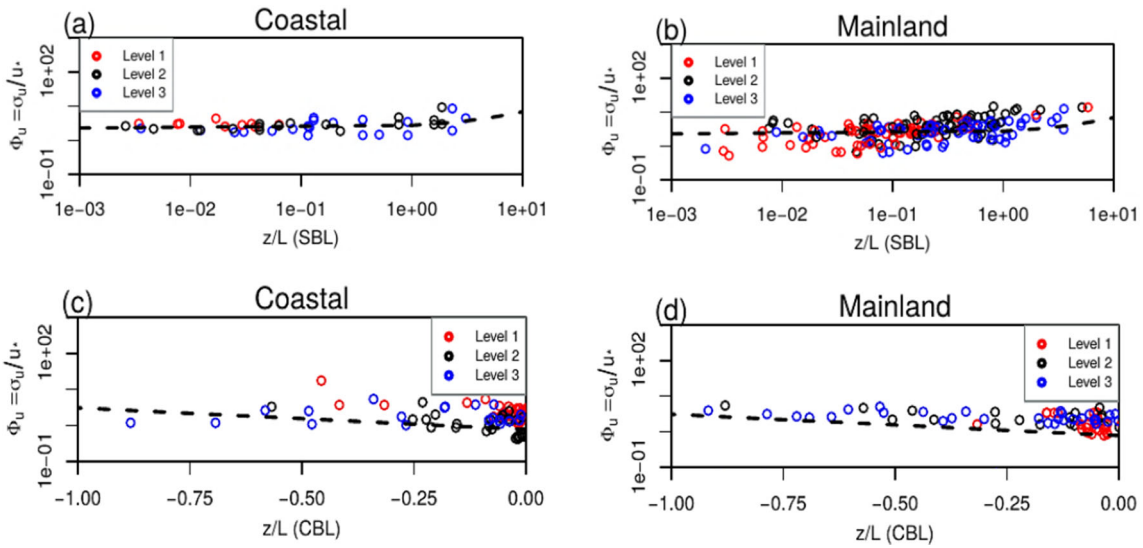 (a) Coastal
Level 1
Level 2
Level 3
Φu =σu/u*
1e+02
1e-01
1e-03 1e-02 1e-01 1e+00 1e+01
z/L (SBL)
(b) Mainland
Level 1
Level 2
Level 3
Φu =σu/u*
1e+02
1e-01
1e-03 1e-02 1e-01 1e+00 1e+01
z/L (SBL)
(c) Coastal
Level 1
Level 2
Level 3
Φu =σu/u*
1e+02
1e-01
−1.00 −0.75 −0.50 −0.25 0.00
z/L (CBL)
(d) Mainland
Level 1
Level 2
Level 3
Φu =σu/u*
1e+02
1e-01
−1.00 −0.75 −0.50 −0.25 0.00
z/L (CBL)